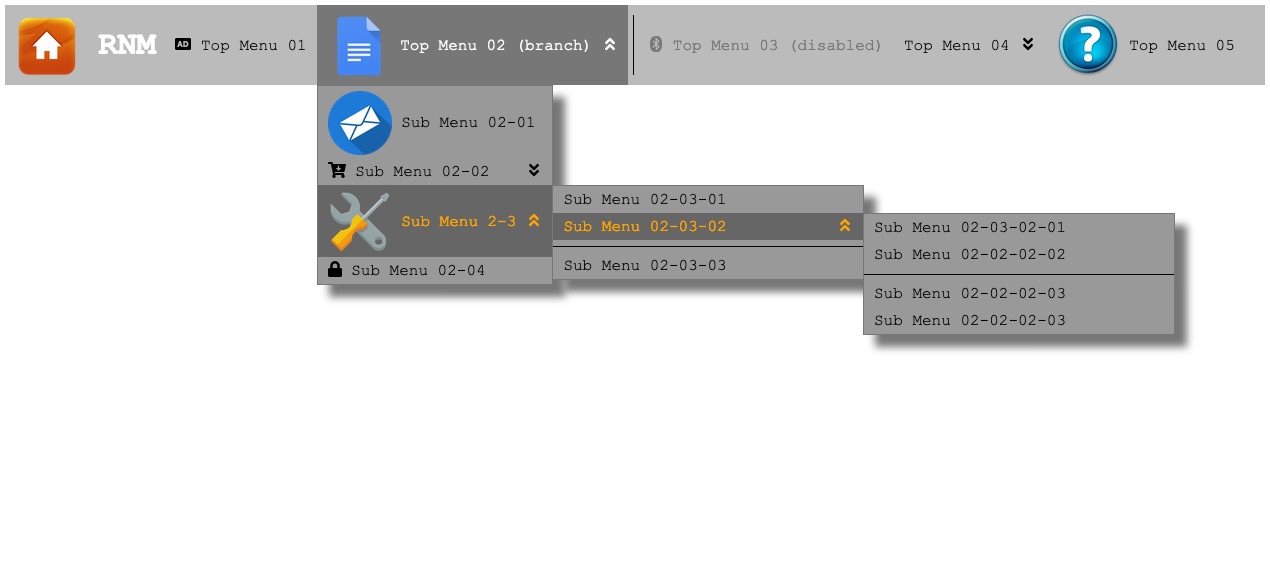 RNM AD Top Menu 01 Top Menu 02 (branch) Top Menu 03 (disabled) Top Menu 04 ? Top Menu 05
Sub Menu 02-01
Sub Menu 02-02
Sub Menu 2-3
Sub Menu 02-04
Sub Menu 02-03-01
Sub Menu 02-03-02
Sub Menu 02-03-03
Sub Menu 02-03-02-01
Sub Menu 02-02-02-02
Sub Menu 02-02-02-03
Sub Menu 02-02-02-03